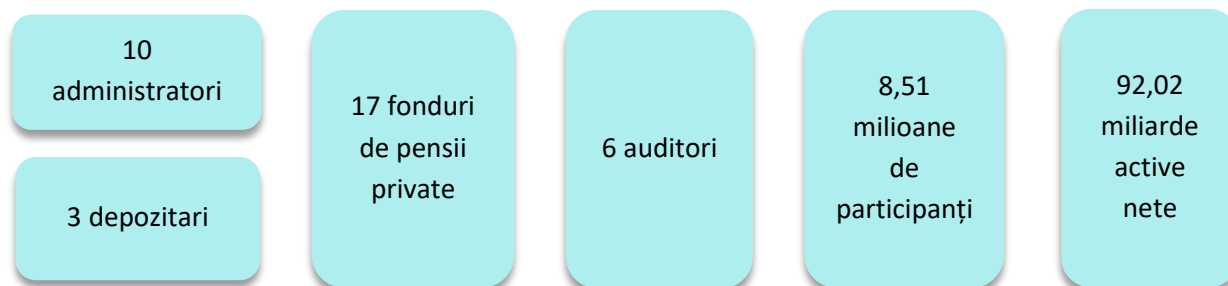 10
administratori
3 depozitari
17 fonduri
de pensii
private
6 auditori
8,51
milioane
de
participanți
92,02
miliarde
active
nete